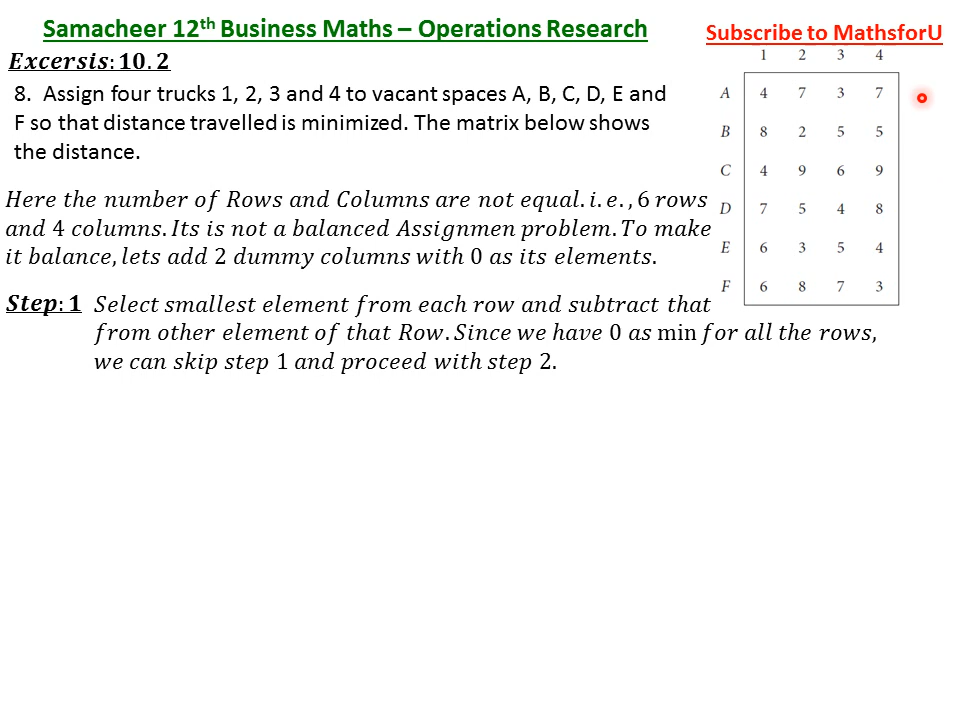 Samacheer 12th Business Maths – Operations Research
Subscribe to MathsforU
Excersis: 10.2
8. Assign four trucks 1, 2, 3 and 4 to vacant spaces A, B, C, D, E and
F so that distance travelled is minimized. The matrix below shows
the distance.
1 2 3 4
A 4 7 3 7
B 8 2 5 5
C 4 9 6 9
D 7 5 4 8
E 6 3 5 4
F 6 8 7 3
Here the number of Rows and Columns are not equal. i. e. , 6 rows
and 4 columns. Its is not a balanced Assignmen problem. To make
it balance, lets add 2 dummy columns with 0 as its elements.
Step: 1 Select smallest element from each row and subtract that
from other element of that Row. Since we have 0 as min for all the rows,
we can skip step 1 and proceed with step 2.